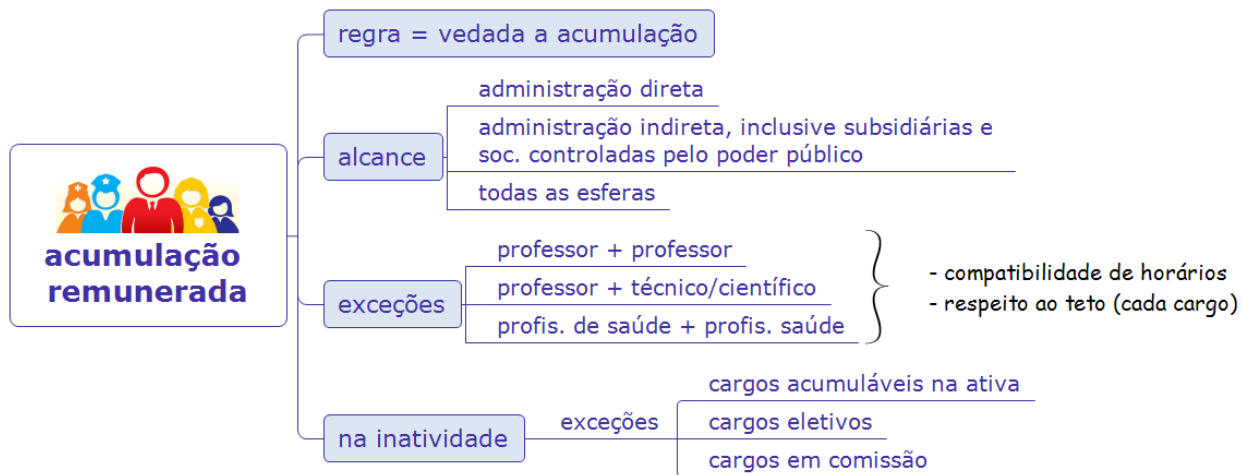 acumulação
remunerada
regra = vedada a acumulação
alcance
administração direta
administração indireta, inclusive subsidiárias e
soc. controladas pelo poder público
todas as esferas
exceções
professor + professor
professor + técnico/científico
profis. de saúde + profis. saúde
- compatibilidade de horários
- respeito ao teto (cada cargo)
na inatividade
exceções
cargos acumuláveis na ativa
cargos eletivos
cargos em comissão